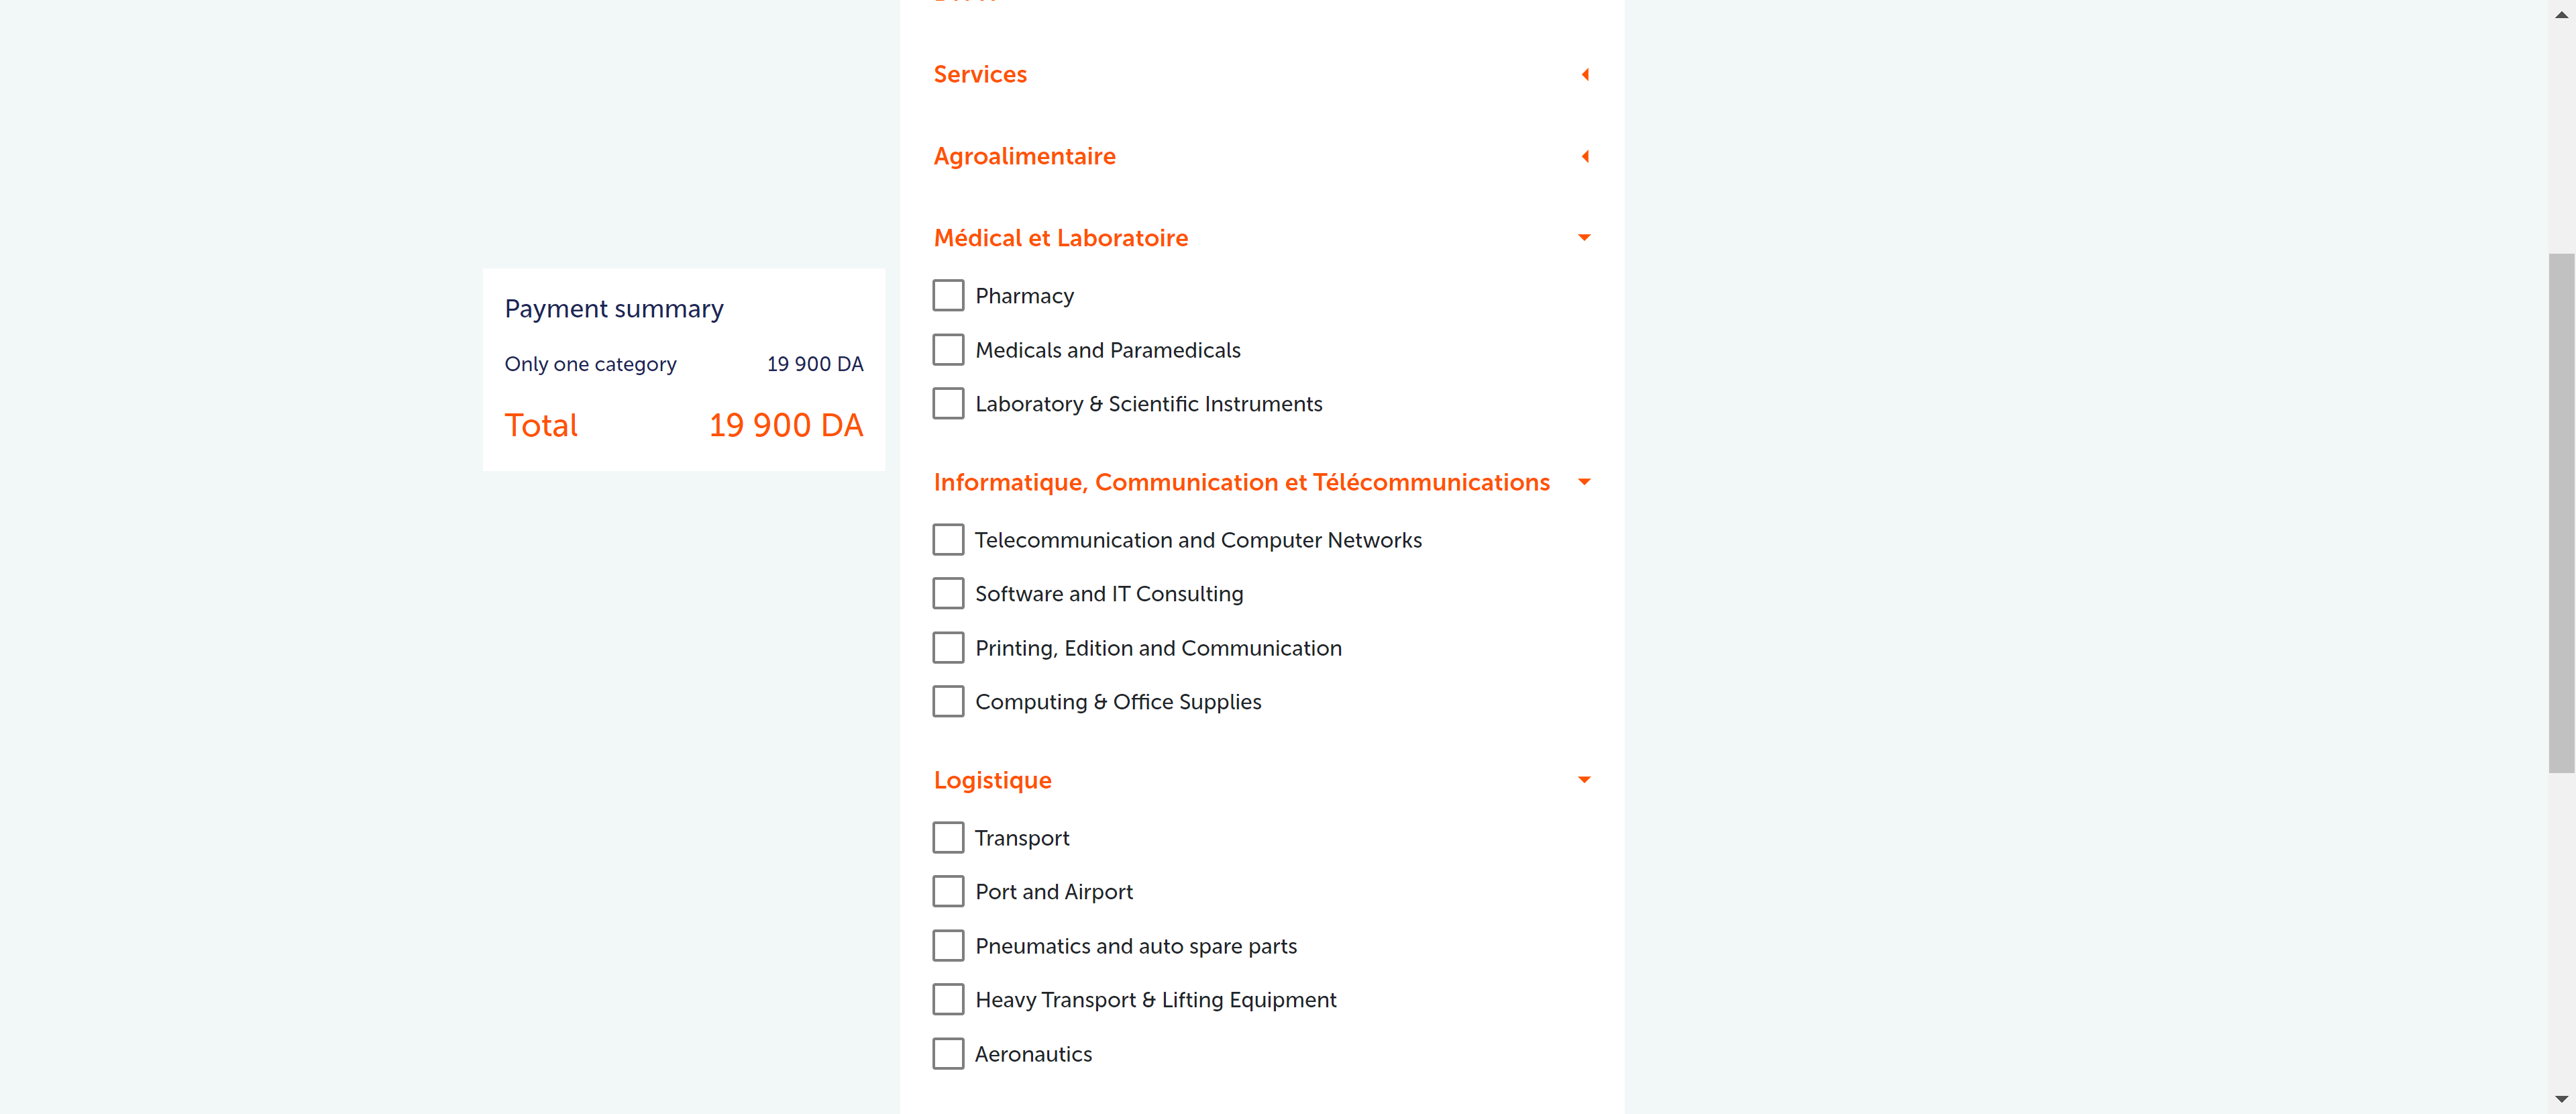 Services
Agroalimentaire
Médical et Laboratoire
Pharmacy
Medicals and Paramedicals
Laboratory & Scientific Instruments
Payment summary
Only one category 19 900 DA
Total 19 900 DA
Informatique, Communication et Télécommunications
Telecommunication and Computer Networks
Software and IT Consulting
Printing, Edition and Communication
Computing & Office Supplies
Logistique
Transport
Port and Airport
Pneumatics and auto spare parts
Heavy Transport & Lifting Equipment
Aeronautics